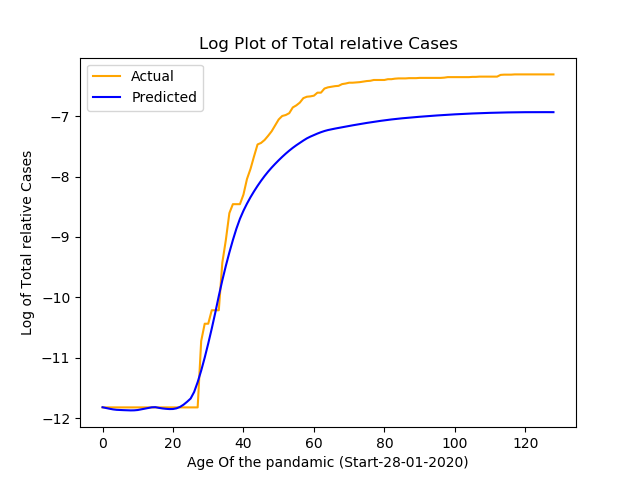 Log Plot of Total relative Cases
Actual
Predicted
Log of Total relative Cases
−7
−8
−9
−10
−11
−12
0 20 40 60 80 100 120
Age Of the pandamic (Start-28-01-2020)